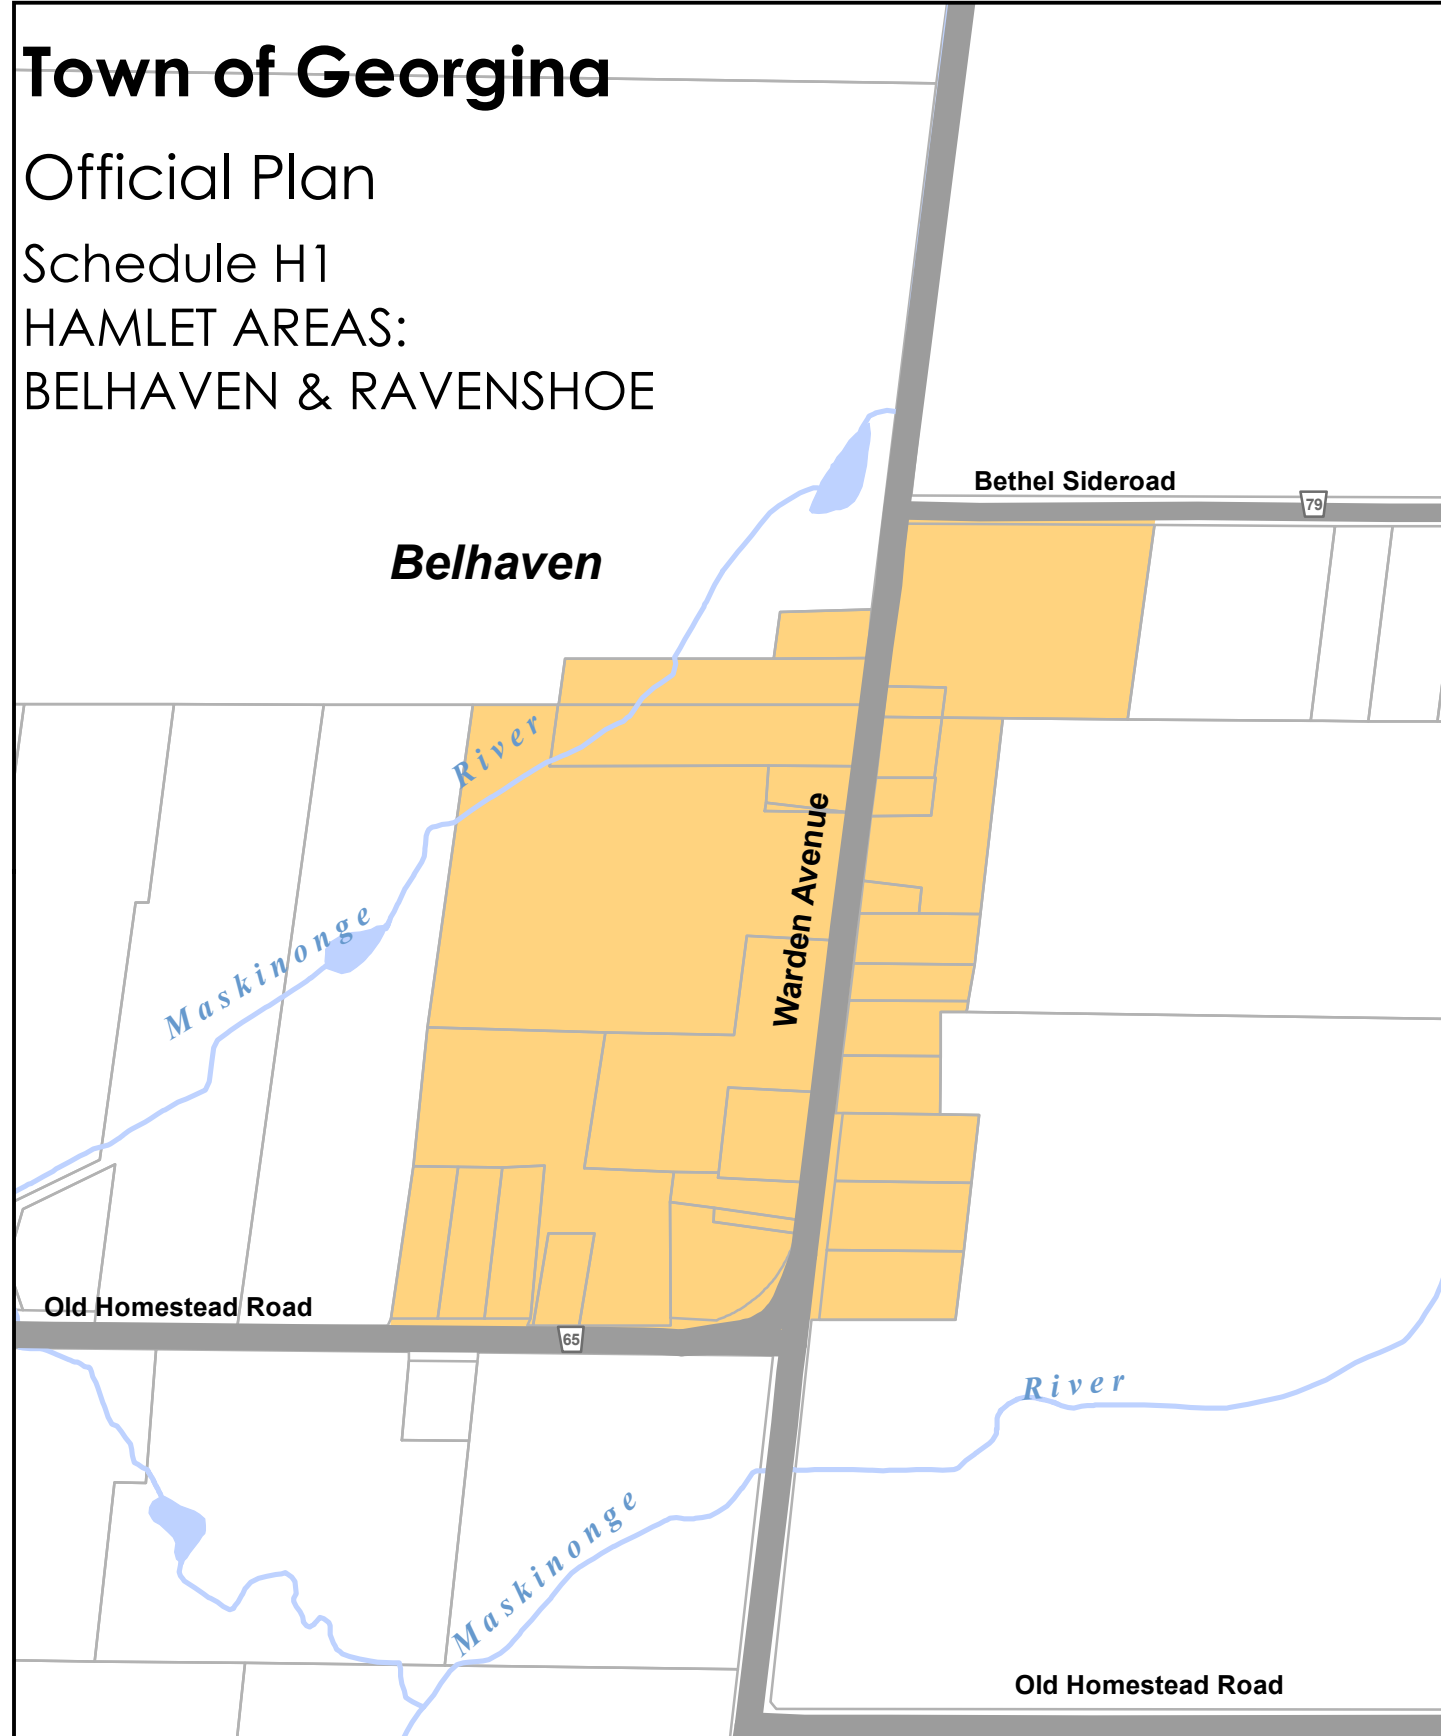 Town of Georgina
Official Plan
Schedule H1
HAMLET AREAS:
BELHAVEN & RAVENSHOE
Bethel Sideroad
79
Belhaven
River
Warden Avenue
Maskinonge
Old Homestead Road
65
River
Maskinonge
Old Homestead Road